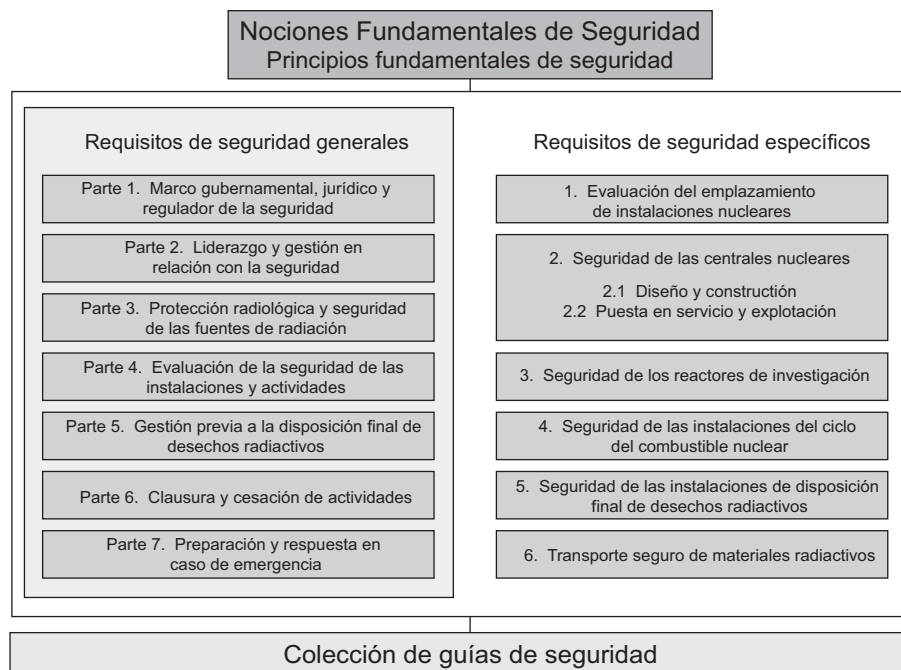 Nociones Fundamentales de Seguridad
Principios fundamentales de seguridad
Requisitos de seguridad generales
Parte 1. Marco gubernamental, jurídico y
regulador de la seguridad
Parte 2. Liderazgo y gestión en
relación con la seguridad
Parte 3. Protección radiológica y seguridad
de las fuentes de radiación
Parte 4. Evaluación de la seguridad de las
instalaciones y actividades
Parte 5. Gestión previa a la disposición final de
desechos radiactivos
Parte 6. Clausura y cesación de actividades
Parte 7. Preparación y respuesta en
caso de emergencia
Requisitos de seguridad específicos
1. Evaluación del emplazamiento
de instalaciones nucleares
2. Seguridad de las centrales nucleares
2.1 Diseño y constructión
2.2 Puesta en servicio y explotación
3. Seguridad de los reactores de investigación
4. Seguridad de las instalaciones del ciclo
del combustible nuclear
5. Seguridad de las instalaciones de disposición
final de desechos radiactivos
6. Transporte seguro de materiales radiactivos
Colección de guías de seguridad